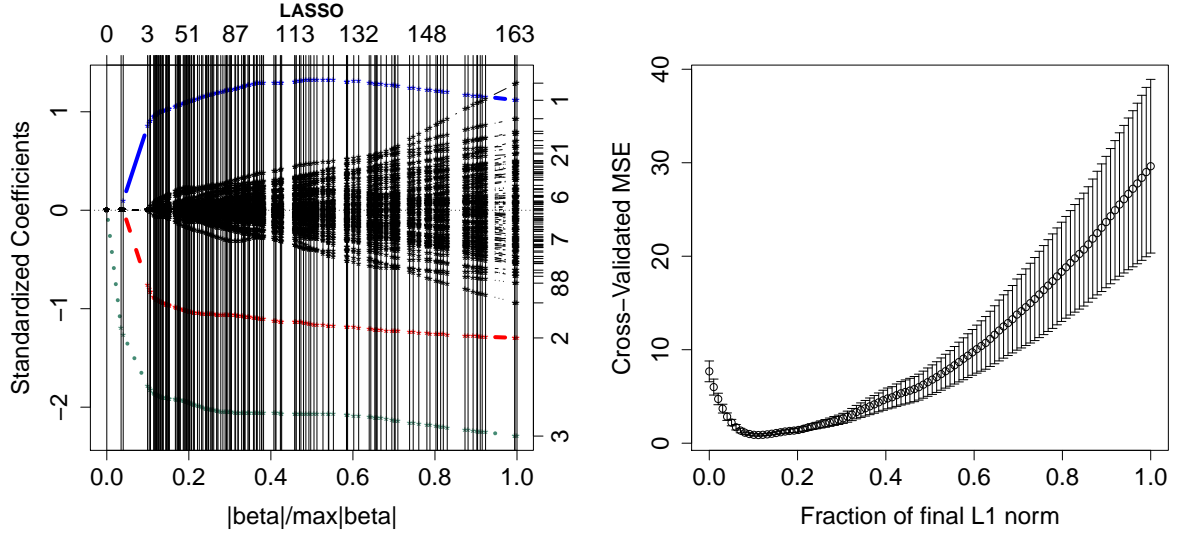 LASSO
0 3 51 87 113 132 148 163
Standardized Coefficients
1
0
−1
−2
1
21
6
7
88
2
3
0.0 0.2 0.4 0.6 0.8 1.0
|beta|/max|beta|
Cross−Validated MSE
40
30
20
10
0
0.0 0.2 0.4 0.6 0.8 1.0
Fraction of final L1 norm